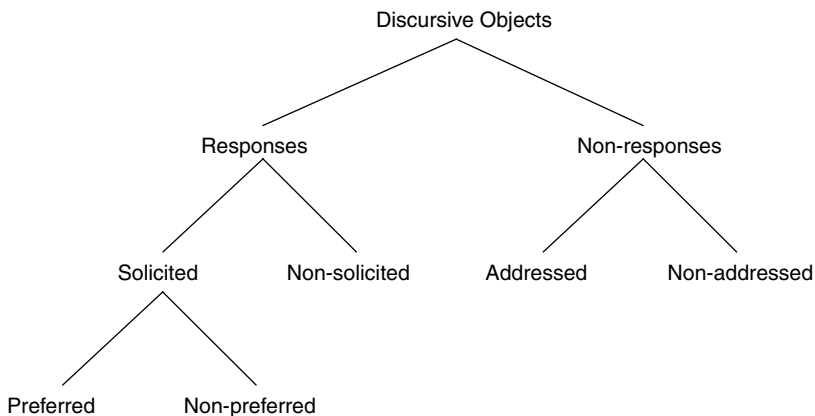 Discursive Objects
Responses Non-responses
Solicited Non-solicited Addressed Non-addressed
Preferred Non-preferred